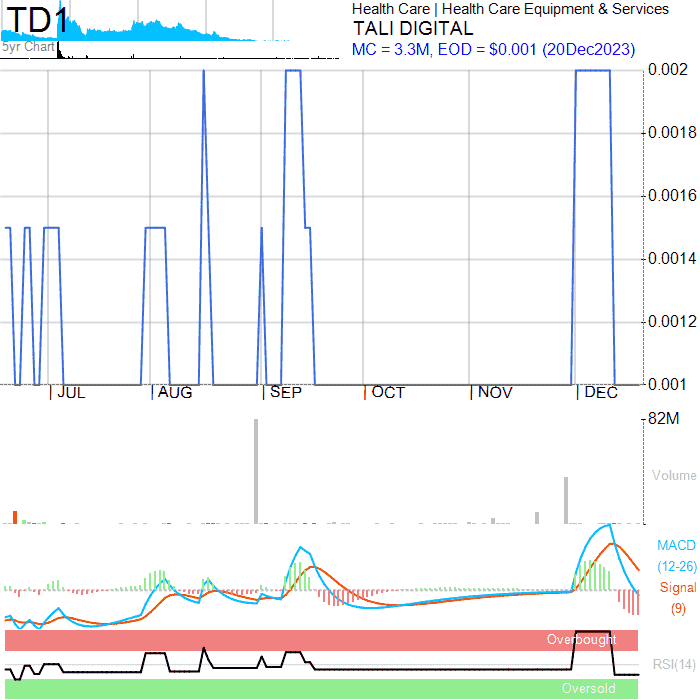 TD1
5yr Chart
Health Care | Health Care Equipment & Services
TALI DIGITAL
MC = 3.3M, EOD = $0.001 (20Dec2023)
0.002
0.0018
0.0016
0.0014
0.0012
0.001
JUL
AUG
SEP
OCT
NOV
DEC
82M
Volume
MACD
(12-26)
Signal
(9)
Overbought
RSI(14)
Oversold